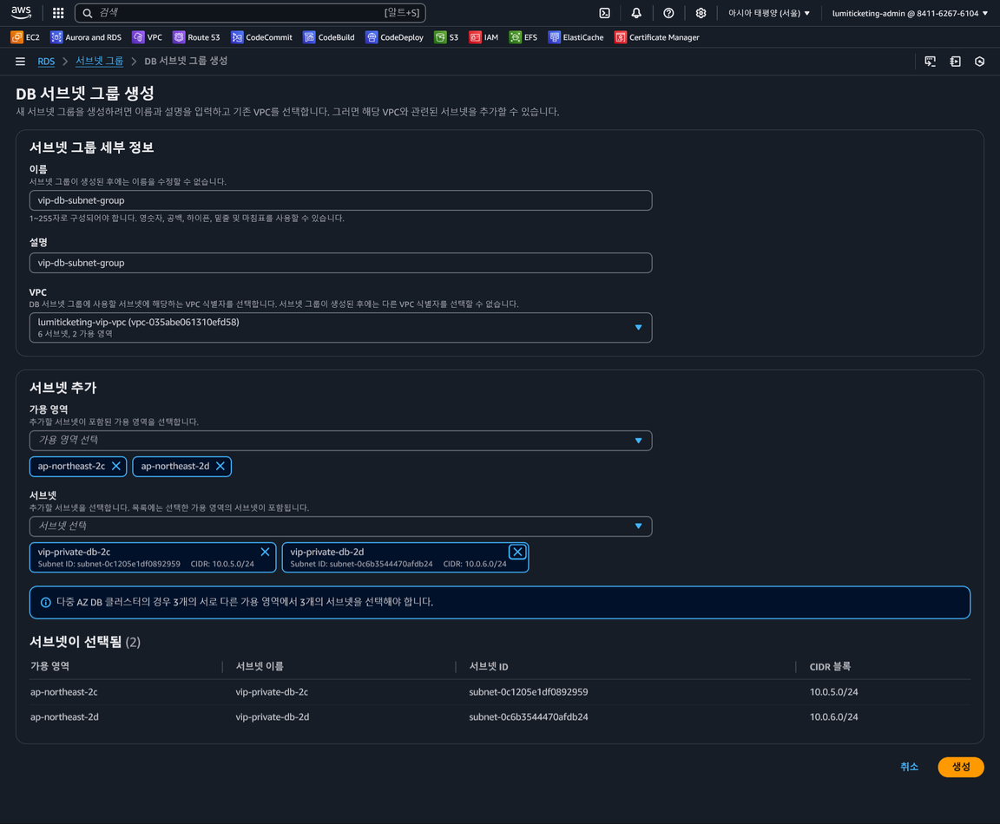 aws
검색
[알트+S]
아시아 태평양 (서울)
lumiticketing-admin @ 8411-6267-6104
EC2
Aurora and RDS
VPC
Route 53
CodeCommit
CodeBuild
CodeDeploy
S3
IAM
EFS
ElastiCache
Certificate Manager
RDS
서브넷 그룹
DB 서브넷 그룹 생성
DB 서브넷 그룹 생성
새 서브넷 그룹을 생성하려면 이름과 설명을 입력하고 기존 VPC를 선택합니다. 그러면 해당 VPC와 관련된 서브넷을 추가할 수 있습니다.
서브넷 그룹 세부 정보
이름
서브넷 그룹이 생성된 후에는 이름을 수정할 수 없습니다.
vip-db-subnet-group
1~255자로 구성되어야 합니다. 영숫자, 공백, 하이픈, 밑줄 및 마침표를 사용할 수 있습니다.
설명
vip-db-subnet-group
VPC
DB 서브넷 그룹에 사용할 서브넷에 해당하는 VPC 식별자를 선택합니다. 서브넷 그룹이 생성된 후에는 다른 VPC 식별자를 선택할 수 없습니다.
lumiticketing-vip-vpc (vpc-035abe061310efd58)
6 서브넷, 2 가용 영역
서브넷 추가
가용 영역
추가할 서브넷이 포함된 가용 영역을 선택합니다.
가용 영역 선택
ap-northeast-2c
ap-northeast-2d
서브넷
추가할 서브넷을 선택합니다. 목록에는 선택한 가용 영역의 서브넷이 포함됩니다.
서브넷 선택
vip-private-db-2c
Subnet ID: subnet-0c1205e1df0892959 CIDR: 10.0.5.0/24
vip-private-db-2d
Subnet ID: subnet-0c6b3544470afdb24 CIDR: 10.0.6.0/24
다중 AZ DB 클러스터의 경우 3개의 서로 다른 가용 영역에서 3개의 서브넷을 선택해야 합니다.
서브넷이 선택됨 (2)
가용 영역 서브넷 이름 서브넷 ID CIDR 블록
ap-northeast-2c vip-private-db-2c subnet-0c1205e1df0892959 10.0.5.0/24
ap-northeast-2d vip-private-db-2d subnet-0c6b3544470afdb24 10.0.6.0/24
취소
생성